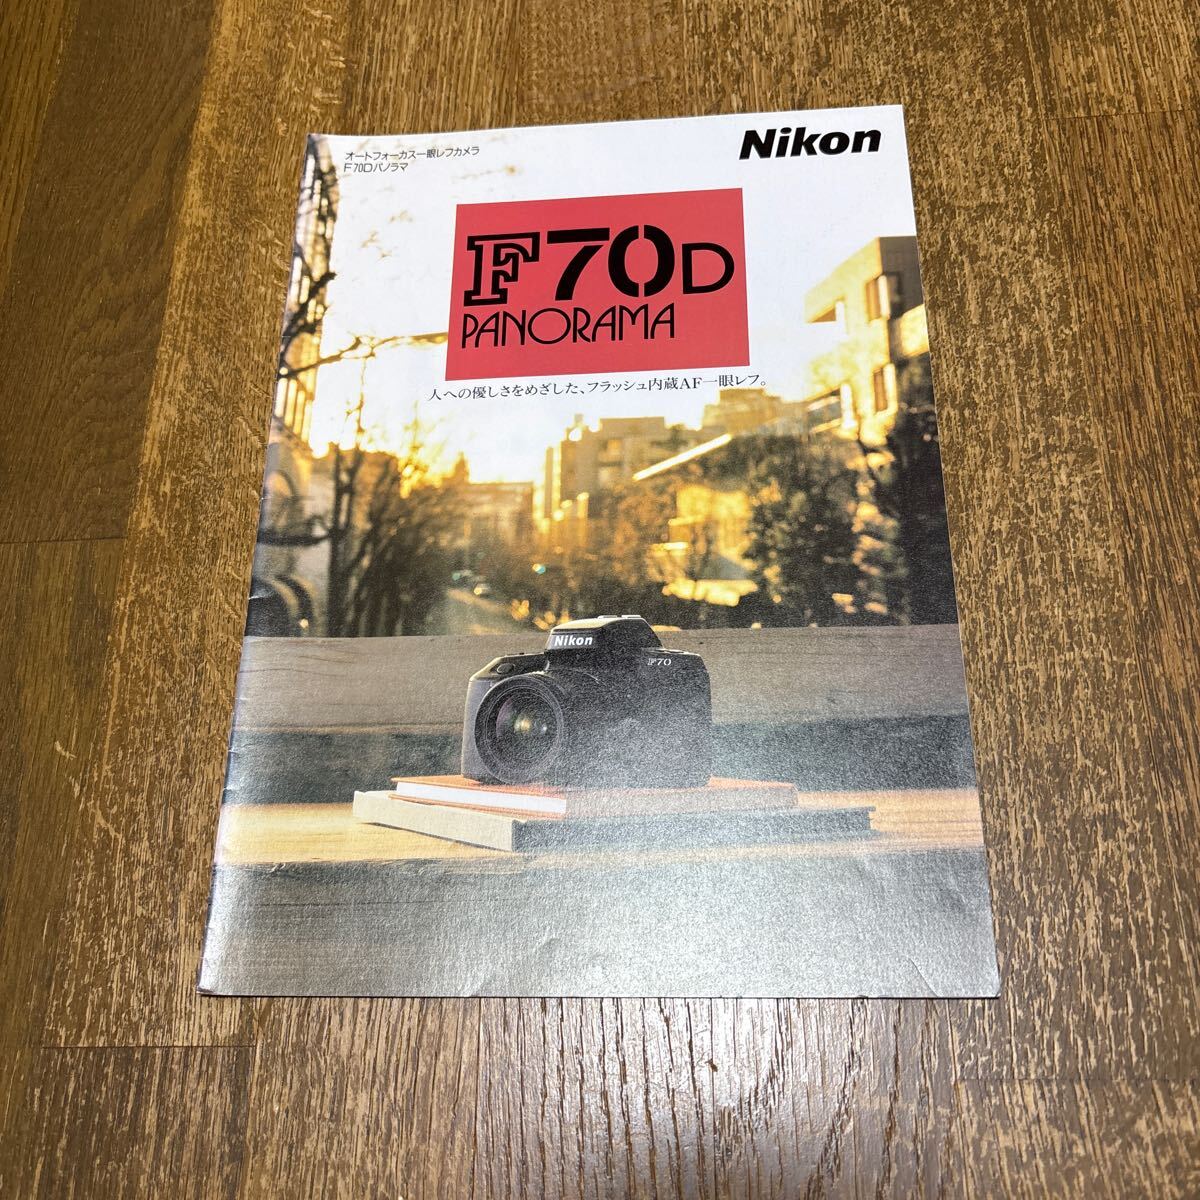 オートフォーカス一眼レフカメラ
F70Dパノラマ
Nikon
F70D
PANORAMA
人への優しさをめざした、フラッシュ内蔵AF一眼レフ。
Nikon
F70